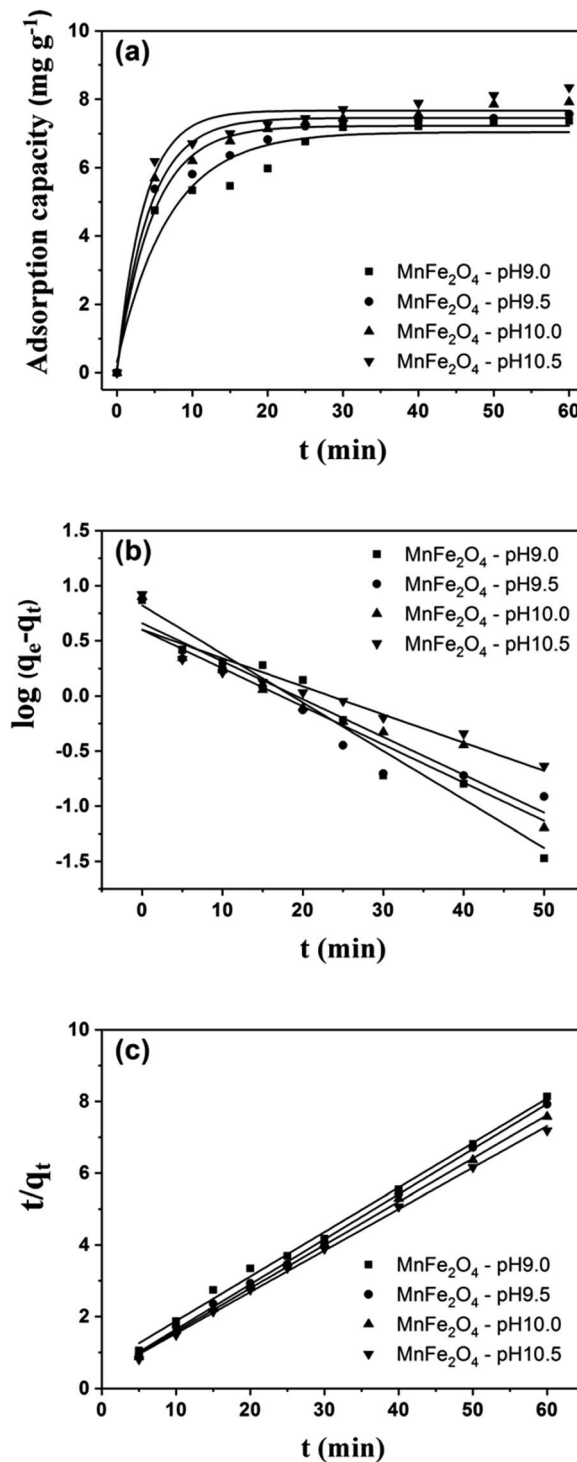 (a)
Adsorption capacity (mg g⁻¹)
10
8
6
4
2
0
MnFe₂O₄ - pH9.0
MnFe₂O₄ - pH9.5
MnFe₂O₄ - pH10.0
MnFe₂O₄ - pH10.5
0 10 20 30 40 50 60
t (min)
(b)
log (qₑ-qₜ)
1.5
1.0
0.5
0.0
-0.5
-1.0
-1.5
MnFe₂O₄ - pH9.0
MnFe₂O₄ - pH9.5
MnFe₂O₄ - pH10.0
MnFe₂O₄ - pH10.5
0 10 20 30 40 50
t (min)
(c)
t/qₜ
10
8
6
4
2
0
MnFe₂O₄ - pH9.0
MnFe₂O₄ - pH9.5
MnFe₂O₄ - pH10.0
MnFe₂O₄ - pH10.5
0 10 20 30 40 50 60
t (min)